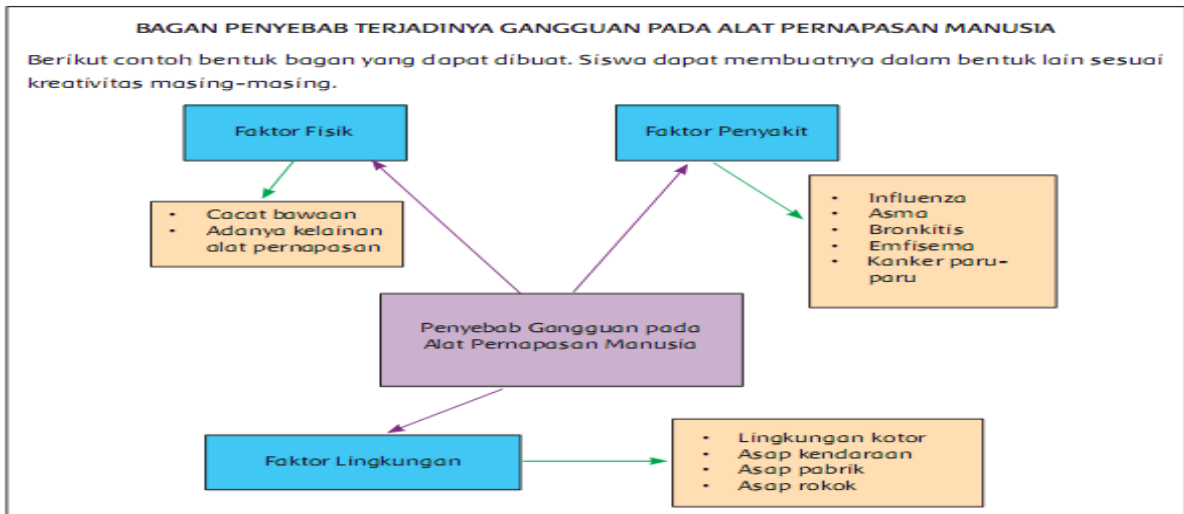 BAGAN PENYEBAB TERJADINYA GANGGUAN PADA ALAT PERNAPASAN MANUSIA
Berikut contoh bentuk bagan yang dapat dibuat. Siswa dapat membuatnya dalam bentuk lain sesuai
kreativitas masing-masing.
Faktor Fisik
Faktor Penyakit
• Cacat bawaan
• Adanya kelainan
alat pernapasan
• Influenza
• Asma
• Bronkitis
• Emfisema
• Kanker paru-
paru
Penyebab Gangguan pada
Alat Pernapasan Manusia
Faktor Lingkungan
• Lingkungan kotor
• Asap kendaraan
• Asap pabrik
• Asap rokok